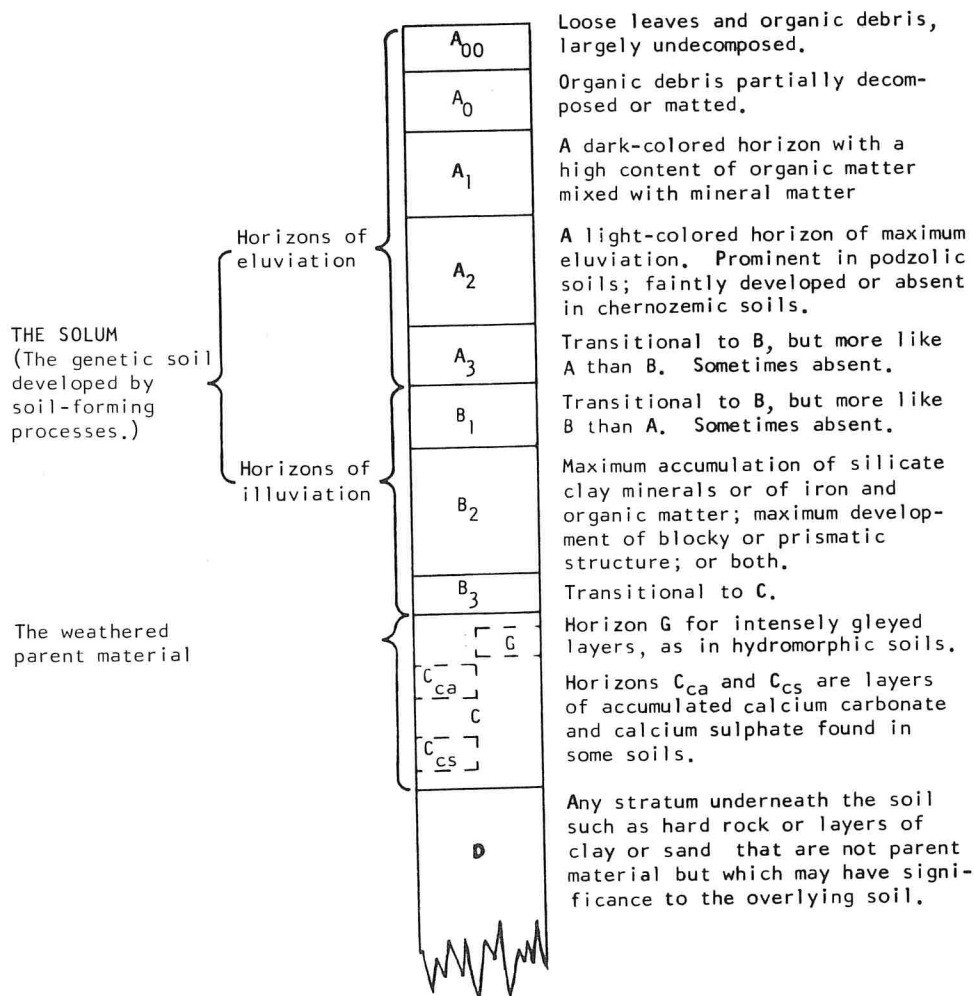 A00
Loose leaves and organic debris,
largely undecomposed.
A0
Organic debris partially decom-
posed or matted.
A1
A dark-colored horizon with a
high content of organic matter
mixed with mineral matter
Horizons of
eluviation
A2
A light-colored horizon of maximum
eluviation. Prominent in podzolic
soils; faintly developed or absent
in chernozemic soils.
THE SOLUM
(The genetic soil
developed by
soil-forming
processes.)
A3
Transitional to B, but more like
A than B. Sometimes absent.
B1
Transitional to B, but more like
B than A. Sometimes absent.
Horizons of
illuviation
B2
Maximum accumulation of silicate
clay minerals or of iron and
organic matter; maximum develop-
ment of blocky or prismatic
structure; or both.
B3
Transitional to C.
The weathered
parent material
G
Horizon G for intensely gleyed
layers, as in hydromorphic soils.
Cca
C
Ccs
Horizons Cca and Ccs are layers
of accumulated calcium carbonate
and calcium sulphate found in
some soils.
D
Any stratum underneath the soil
such as hard rock or layers of
clay or sand that are not parent
material but which may have signi-
ficance to the overlying soil.